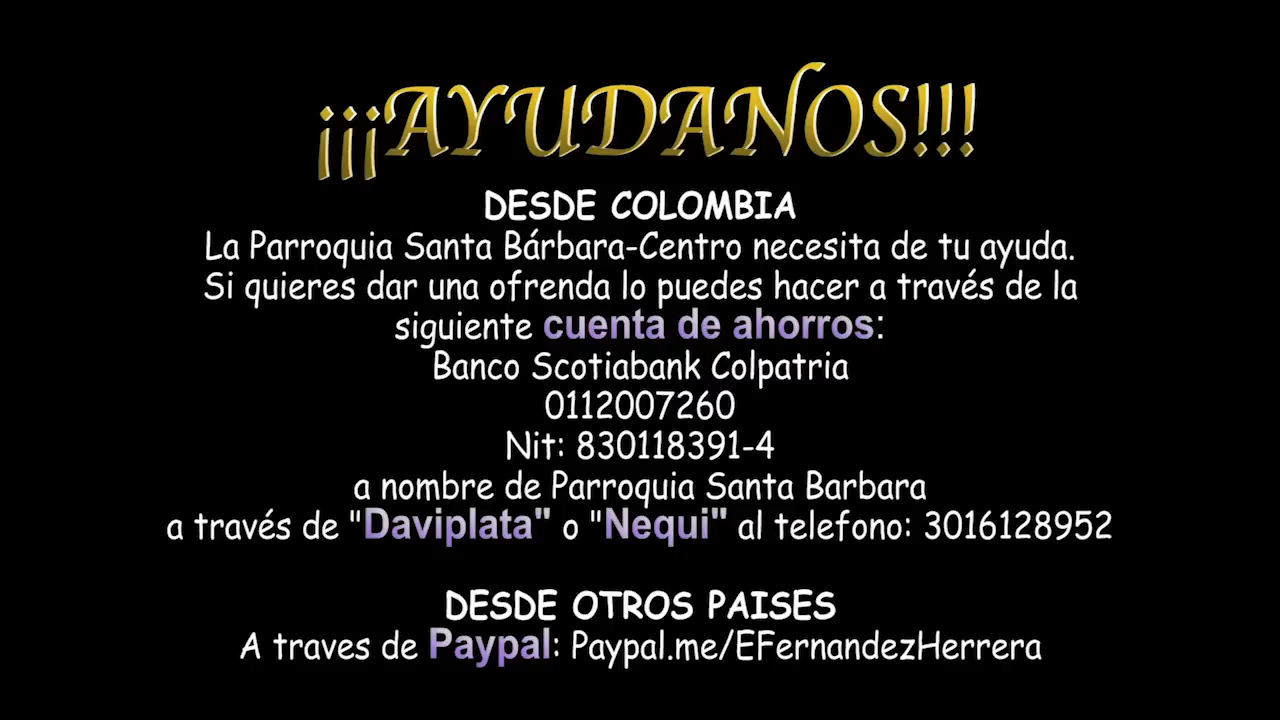 ¡¡¡AYUDANOS!!!
DESDE COLOMBIA
La Parroquia Santa Bárbara-Centro necesita de tu ayuda.
Si quieres dar una ofrenda lo puedes hacer a través de la
siguiente cuenta de ahorros:
Banco Scotiabank Colpatria
0112007260
Nit: 830118391-4
a nombre de Parroquia Santa Barbara
a través de "Daviplata" o "Nequi" al telefono: 3016128952
DESDE OTROS PAISES
A traves de Paypal: Paypal.me/EFernandezHerrera